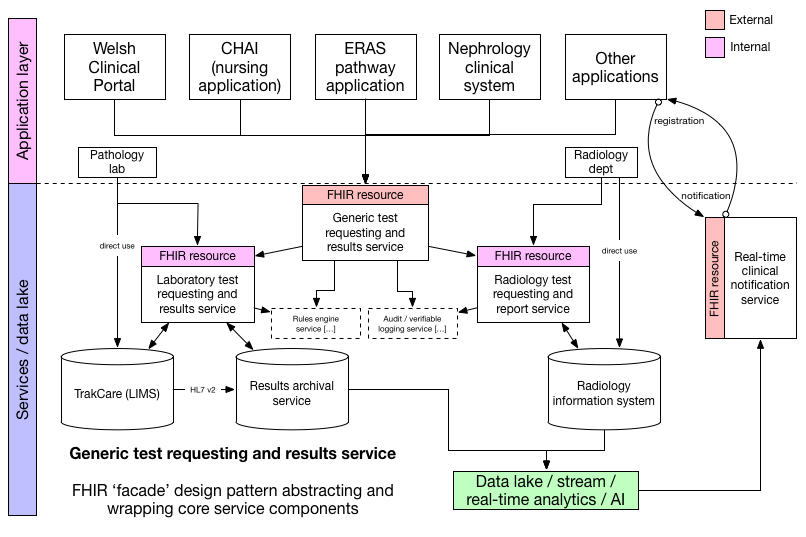 External
Internal
Application layer
Welsh
Clinical
Portal
CHAI
(nursing
application)
ERAS
pathway
application
Nephrology
clinical
system
Other
applications
registration
Pathology
lab
Radiology
dept
notification
Services / data lake
FHIR resource
Generic test
requesting and
results service
direct use
FHIR resource
Laboratory test
requesting and
results service
FHIR resource
Radiology test
requesting and
report service
direct use
FHIR resource
Real-time
clinical
notification
service
Rules engine
service [...]
Audit / verifiable
logging service [...]
TrakCare (LIMS)
HL7 v2
Results archival
service
Radiology
information system
Generic test requesting and results service
FHIR ‘facade’ design pattern abstracting and
wrapping core service components
Data lake / stream /
real-time analytics / AI